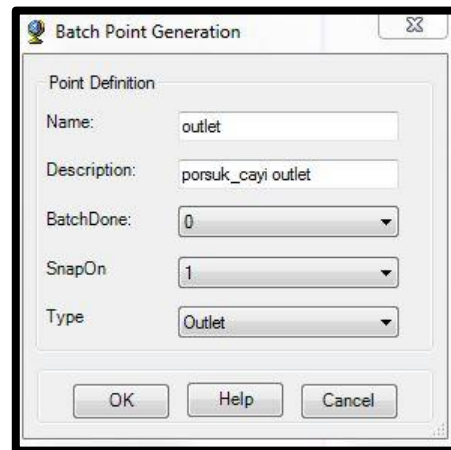 Batch Point Generation
Point Definition
Name: outlet
Description: porsuk_cayi outlet
BatchDone: 0
SnapOn 1
Type Outlet
OK Help Cancel